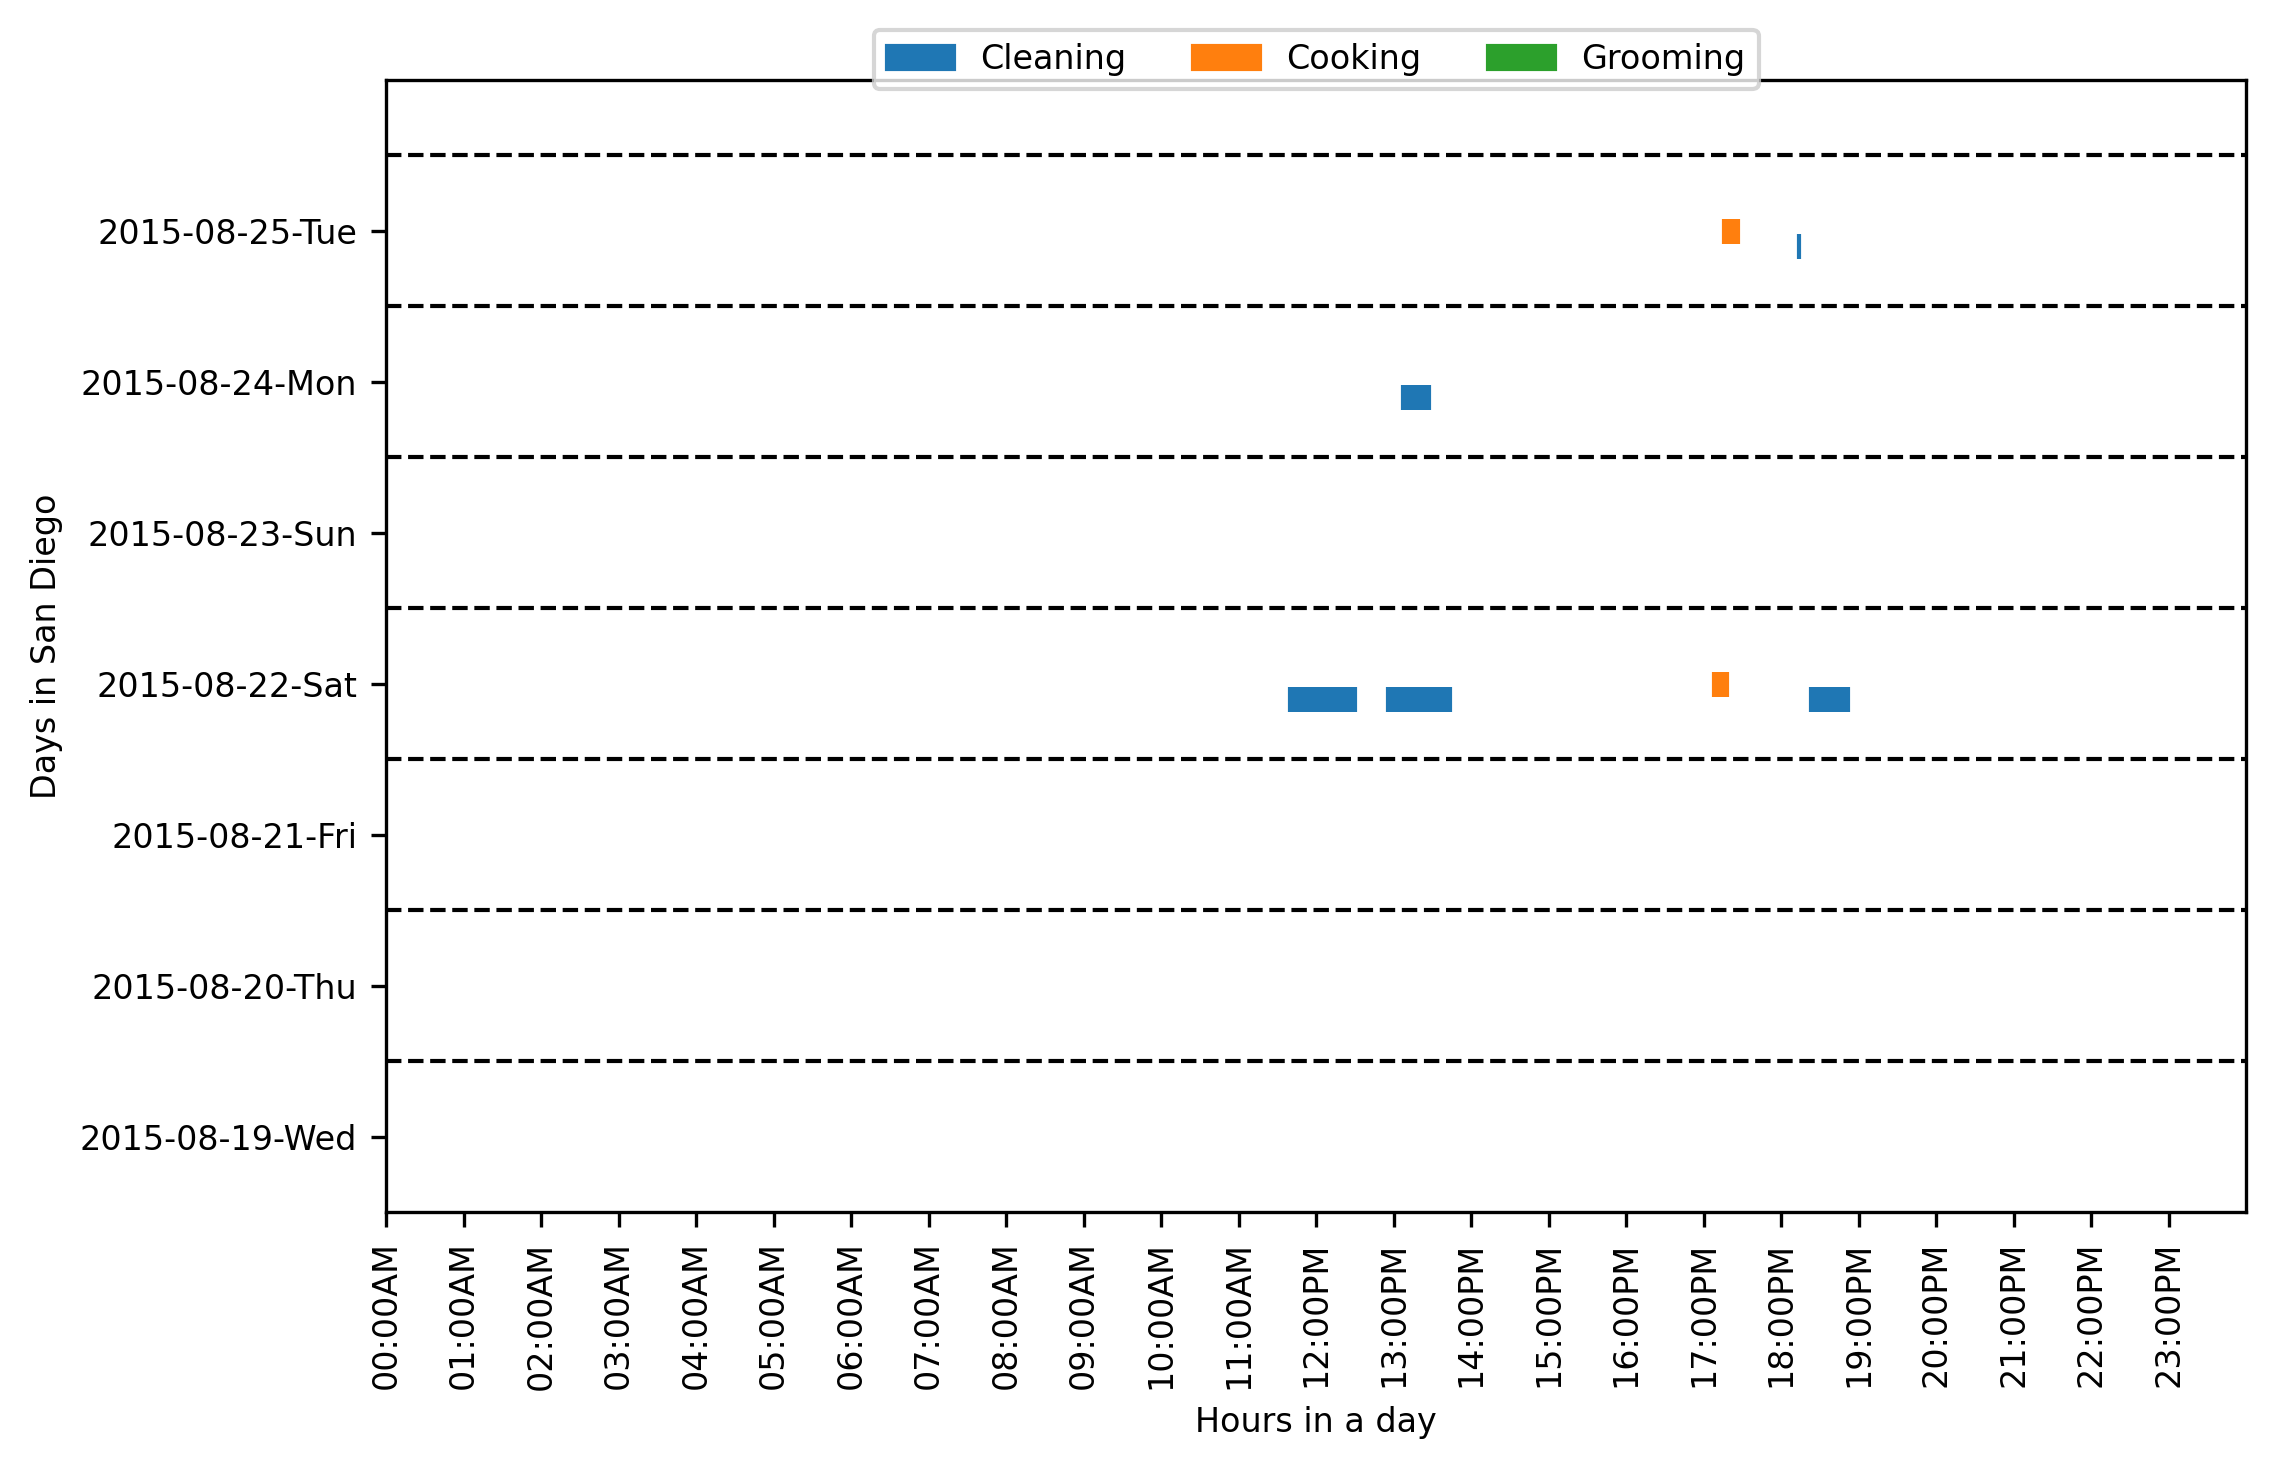 Cleaning Cooking Grooming
2015-08-25-Tue
2015-08-24-Mon
2015-08-23-Sun
2015-08-22-Sat
2015-08-21-Fri
2015-08-20-Thu
2015-08-19-Wed
Days in San Diego
00:00AM
01:00AM
02:00AM
03:00AM
04:00AM
05:00AM
06:00AM
07:00AM
08:00AM
09:00AM
10:00AM
11:00AM
12:00PM
13:00PM
14:00PM
15:00PM
16:00PM
17:00PM
18:00PM
19:00PM
20:00PM
21:00PM
22:00PM
23:00PM
Hours in a day